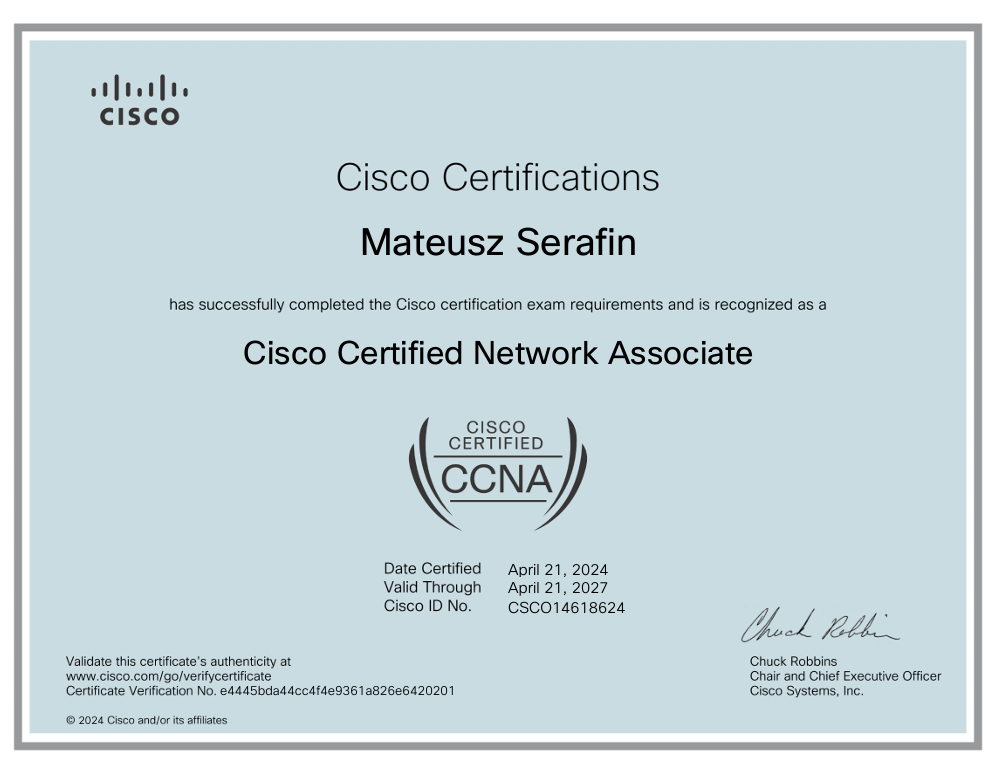 CISCO
Cisco Certifications
Mateusz Serafin
has successfully completed the Cisco certification exam requirements and is recognized as a
Cisco Certified Network Associate
CISCO
CERTIFIED
CCNA
Date Certified April 21, 2024
Valid Through April 21, 2027
Cisco ID No. CSCO14618624
Chuck Robbins
Validate this certificate's authenticity at
www.cisco.com/go/verifycertificate
Certificate Verification No. e4445bda44cc4f4e9361a826e6420201
© 2024 Cisco and/or its affiliates
Chuck Robbins
Chair and Chief Executive Officer
Cisco Systems, Inc.